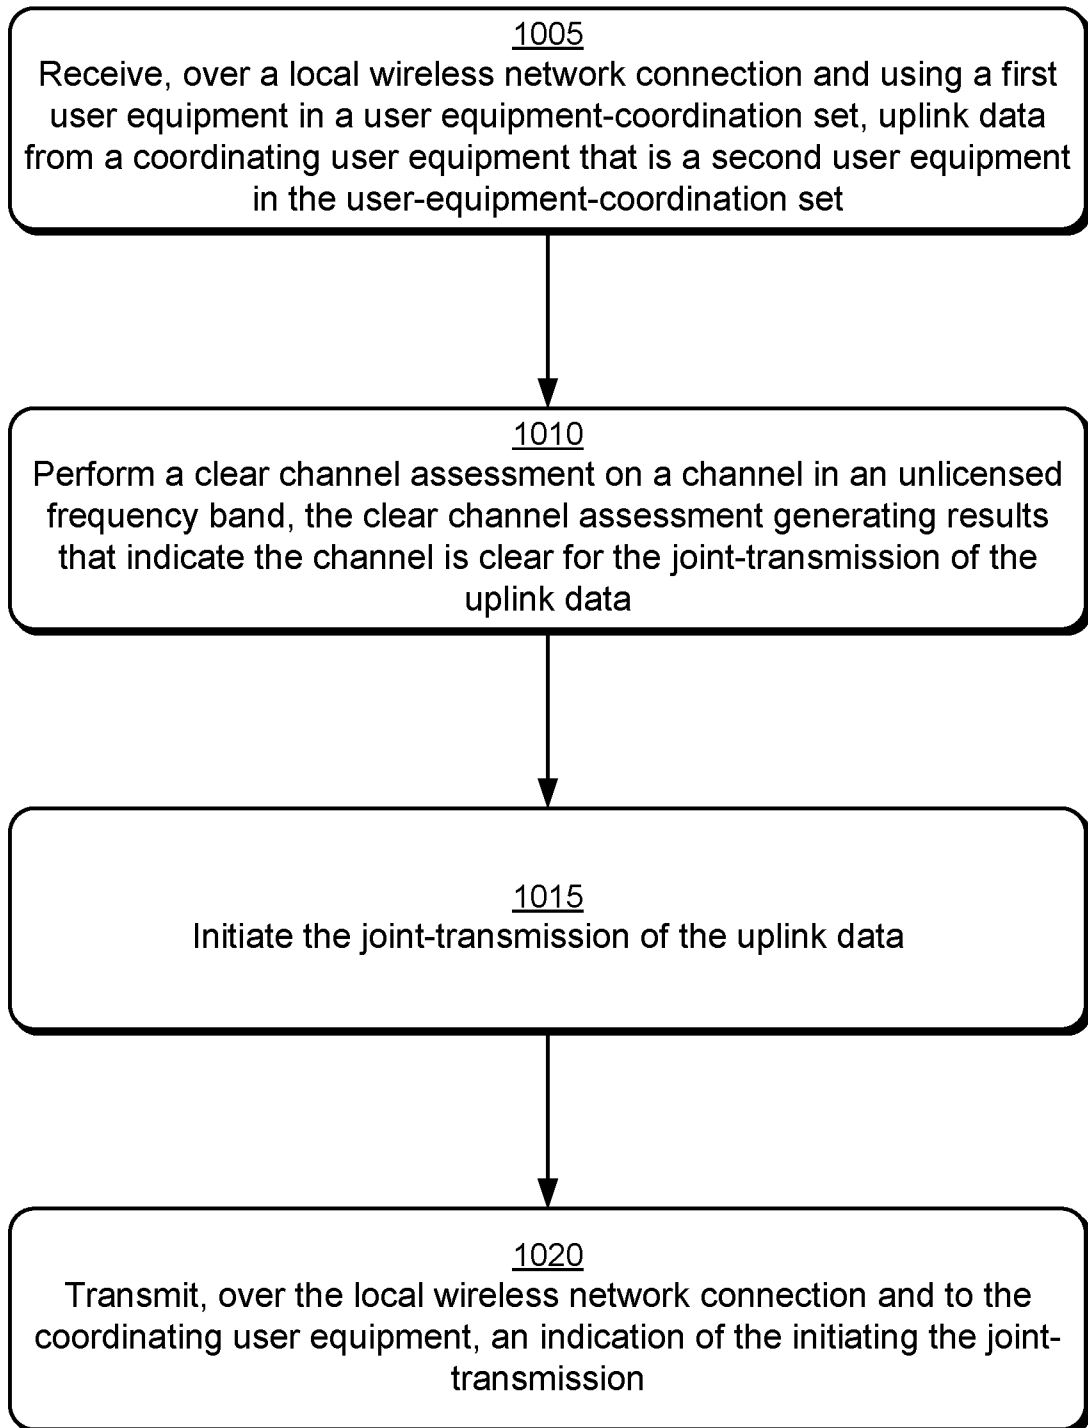 1005
Receive, over a local wireless network connection and using a first
user equipment in a user equipment-coordination set, uplink data
from a coordinating user equipment that is a second user equipment
in the user-equipment-coordination set
1010
Perform a clear channel assessment on a channel in an unlicensed
frequency band, the clear channel assessment generating results
that indicate the channel is clear for the joint-transmission of the
uplink data
1015
Initiate the joint-transmission of the uplink data
1020
Transmit, over the local wireless network connection and to the
coordinating user equipment, an indication of the initiating the joint-
transmission